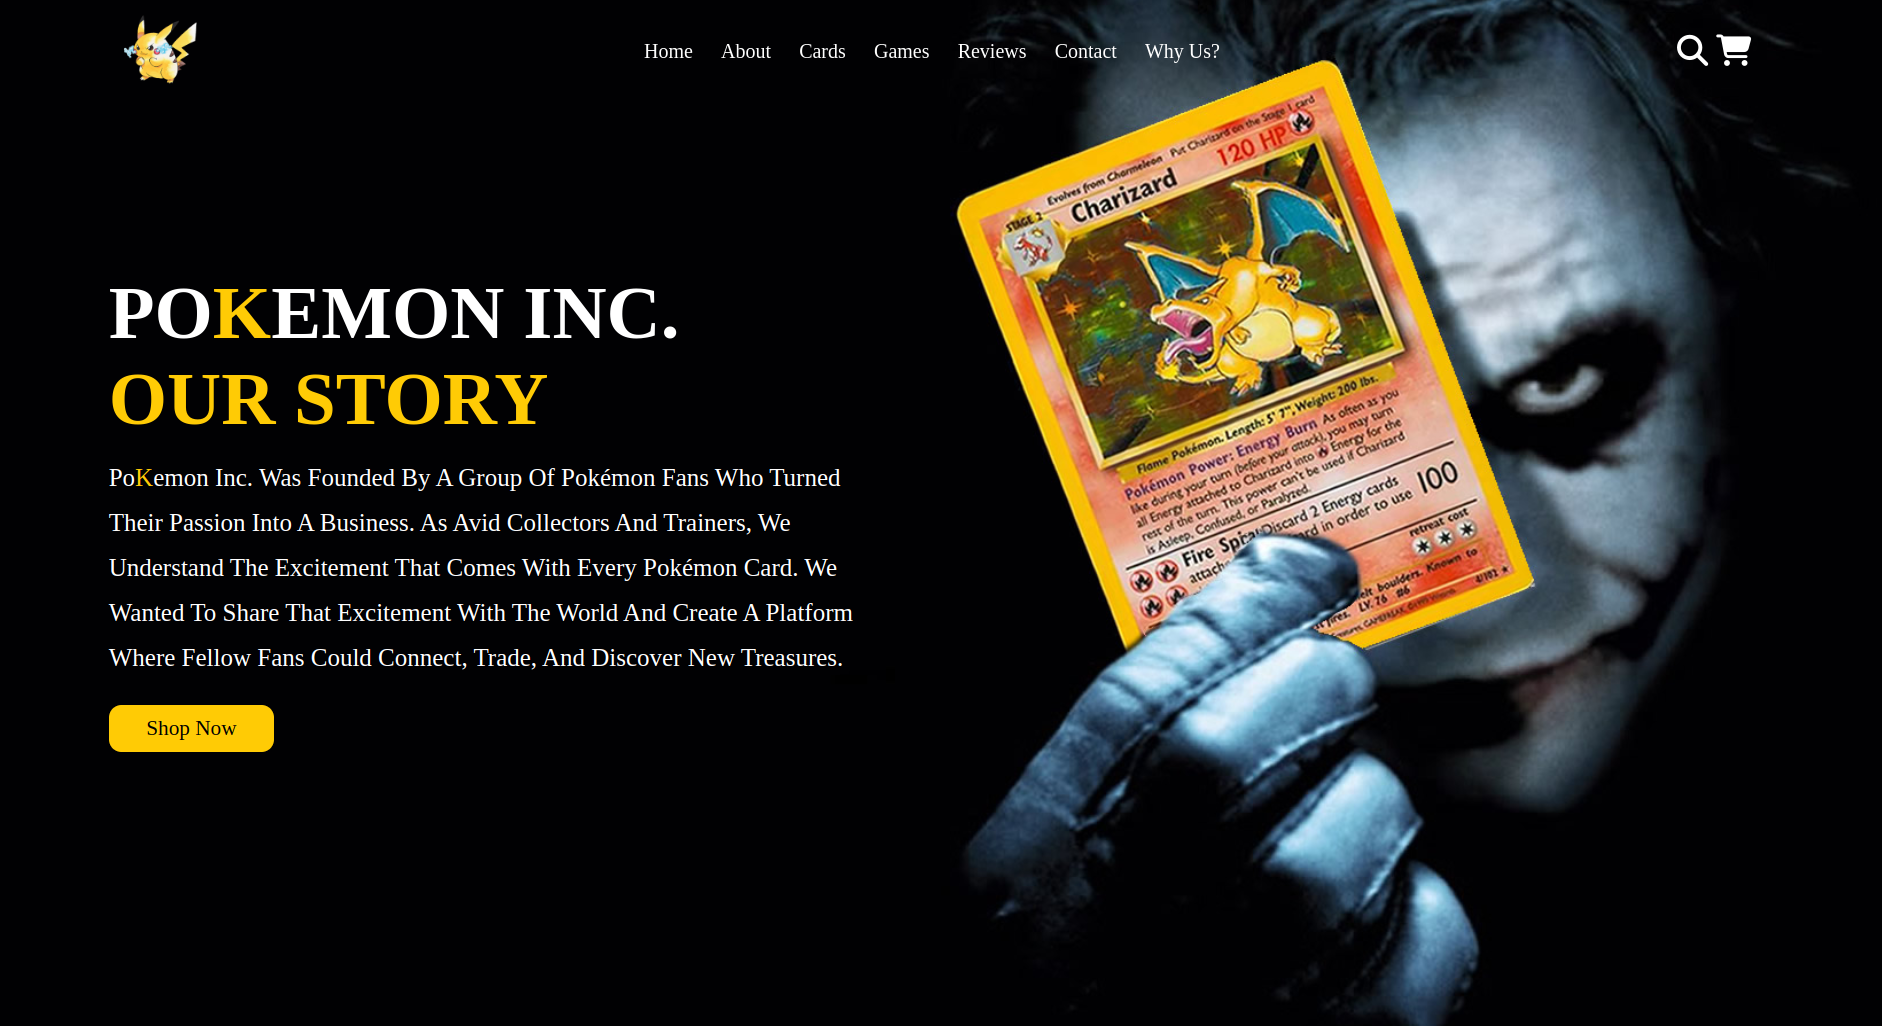 Home About Cards Games Reviews Contact Why Us?
POKEMON INC.
OUR STORY
PoKemon Inc. Was Founded By A Group Of Pokémon Fans Who Turned
Their Passion Into A Business. As Avid Collectors And Trainers, We
Understand The Excitement That Comes With Every Pokémon Card. We
Wanted To Share That Excitement With The World And Create A Platform
Where Fellow Fans Could Connect, Trade, And Discover New Treasures.
Shop Now
Evolves from Charmeleon Put Charizard on the Stage 1 card
STAGE 2 Charizard 120 HP
Flame Pokémon. Length: 5' 7", Weight: 200 lbs.
Pokémon Power: Energy Burn As often as you
like during your turn (before your attack), you may turn
all Energy attached to Charizard into Energy for the
rest of the turn. This power can't be used if Charizard
is Asleep, Confused, or Paralyzed.
Fire Discard 2 Energy cards
in order to use 100
retreat cost
boulders. Known to
fires. LV. 76 #6
GAMEFREAK 4/102